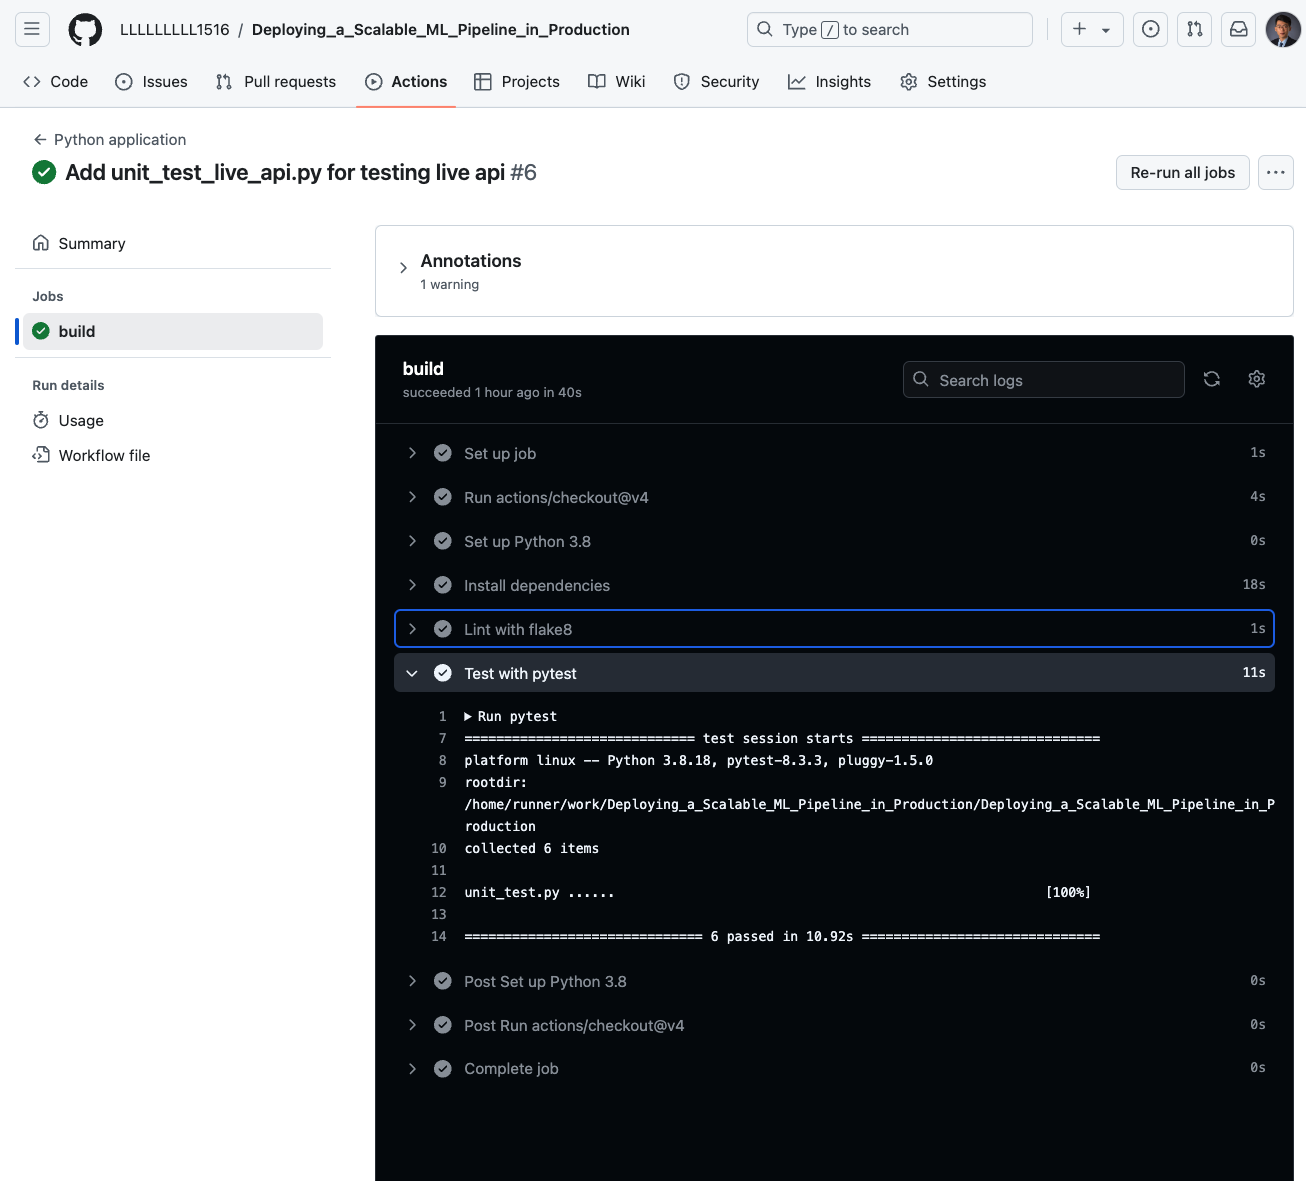 LLLLLLLLL1516 / Deploying_a_Scalable_ML_Pipeline_in_Production
Type / to search
Code Issues Pull requests Actions Projects Wiki Security Insights Settings
Python application
Add unit_test_live_api.py for testing live api #6
Re-run all jobs
Summary
Jobs
build
Run details
Usage
Workflow file
Annotations
1 warning
build
succeeded 1 hour ago in 40s
Search logs
Set up job 1s
Run actions/checkout@v4 4s
Set up Python 3.8 0s
Install dependencies 18s
Lint with flake8 1s
Test with pytest 11s
1 Run pytest
7 ============================= test session starts ==============================
8 platform linux -- Python 3.8.18, pytest-8.3.3, pluggy-1.5.0
9 rootdir:
/home/runner/work/Deploying_a_Scalable_ML_Pipeline_in_Production/Deploying_a_Scalable_ML_Pipeline_in_P
roduction
10 collected 6 items
11
12 unit_test.py ...... [100%]
13
14 ============================== 6 passed in 10.92s ==============================
Post Set up Python 3.8 0s
Post Run actions/checkout@v4 0s
Complete job 0s